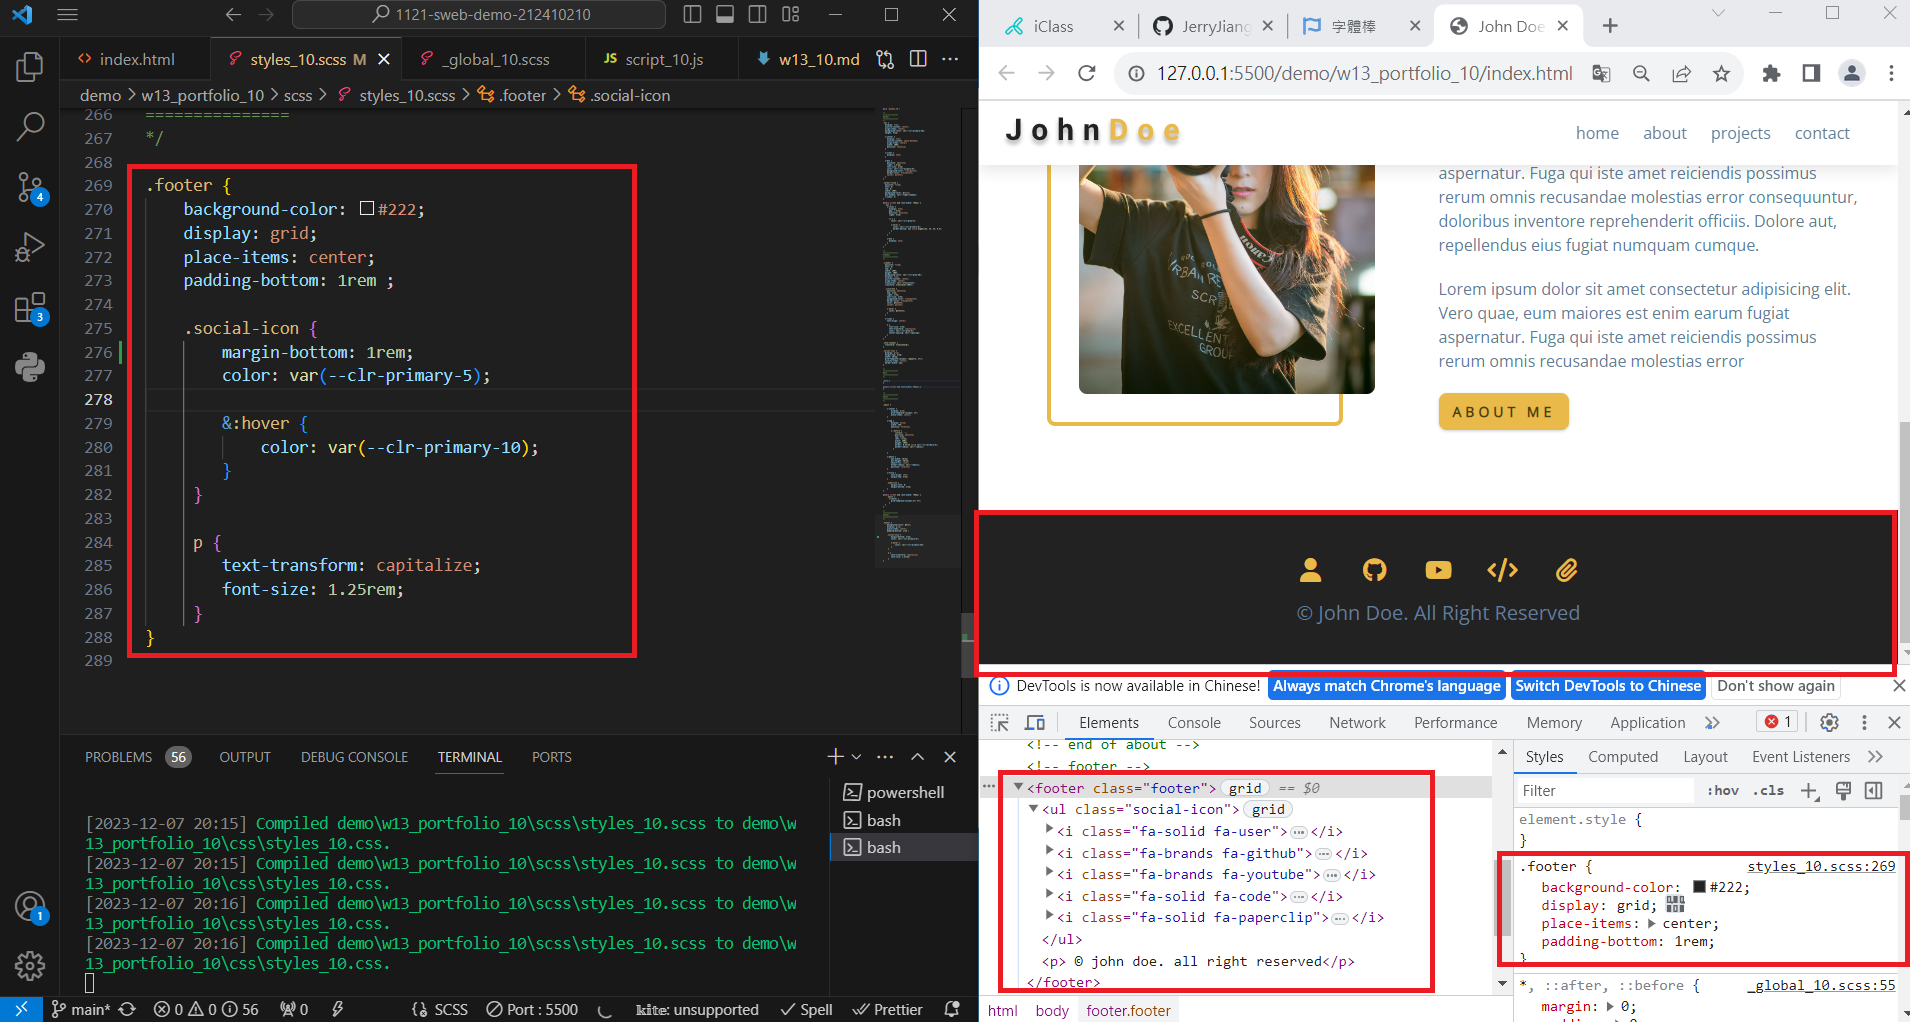 1121-sweb-demo-212410210
index.html
styles_10.scss M
_global_10.scss
JS script_10.js
w13_10.md
demo > w13_portfolio_10 > scss > styles_10.scss > .footer > .social-icon
266 ===============
267 */
268
269 .footer {
270 background-color: #222;
271 display: grid;
272 place-items: center;
273 padding-bottom: 1rem ;
274
275 .social-icon {
276 margin-bottom: 1rem;
277 color: var(--clr-primary-5);
278
279 &:hover {
280 color: var(--clr-primary-10);
281 }
282 }
283
284 p {
285 text-transform: capitalize;
286 font-size: 1.25rem;
287 }
288 }
289
4
3
1
PROBLEMS 56 OUTPUT DEBUG CONSOLE TERMINAL PORTS
powershell
bash
bash
[2023-12-07 20:15] Compiled demo\w13_portfolio_10\scss\styles_10.scss to demo\w
13_portfolio_10\css\styles_10.css.
[2023-12-07 20:15] Compiled demo\w13_portfolio_10\scss\styles_10.scss to demo\w
13_portfolio_10\css\styles_10.css.
[2023-12-07 20:16] Compiled demo\w13_portfolio_10\scss\styles_10.scss to demo\w
13_portfolio_10\css\styles_10.css.
[2023-12-07 20:16] Compiled demo\w13_portfolio_10\scss\styles_10.scss to demo\w
13_portfolio_10\css\styles_10.css.
main* 0 0 56 0 SCSS Port : 5500 kite: unsupported Spell Prettier
iClass
JerryJiang
字體棒
John Doe
127.0.0.1:5500/demo/w13_portfolio_10/index.html
JohnDoe
home about projects contact
aspernatur. Fuga qui iste amet reiciendis possimus
rerum omnis recusandae molestias error consequuntur,
doloribus inventore reprehenderit officiis. Dolore aut,
repellendus eius fugiat numquam cumque.
Lorem ipsum dolor sit amet consectetur adipisicing elit.
Vero quae, eum maiores est enim earum fugiat
aspernatur. Fuga qui iste amet reiciendis possimus
rerum omnis recusandae molestias error
ABOUT ME
URBAN RE
SCR
EXCELLENT
GROUP
© John Doe. All Right Reserved
DevTools is now available in Chinese! Always match Chrome's language Switch DevTools to Chinese Don't show again
Elements Console Sources Network Performance Memory Application 1
<!-- end of about -->
<!-- footer -->
<footer class="footer"> grid == $0
<ul class="social-icon"> grid
<i class="fa-solid fa-user"> … </i>
<i class="fa-brands fa-github"> … </i>
<i class="fa-brands fa-youtube"> … </i>
<i class="fa-solid fa-code"> … </i>
<i class="fa-solid fa-paperclip"> … </i>
</ul>
<p> © john doe. all right reserved</p>
</footer>
html body footer.footer
Styles Computed Layout Event Listeners
Filter :hov .cls
element.style {
}
.footer { styles_10.scss:269
background-color: #222;
display: grid;
place-items: center;
padding-bottom: 1rem;
}
*, ::after, ::before { _global_10.scss:55
margin: 0;